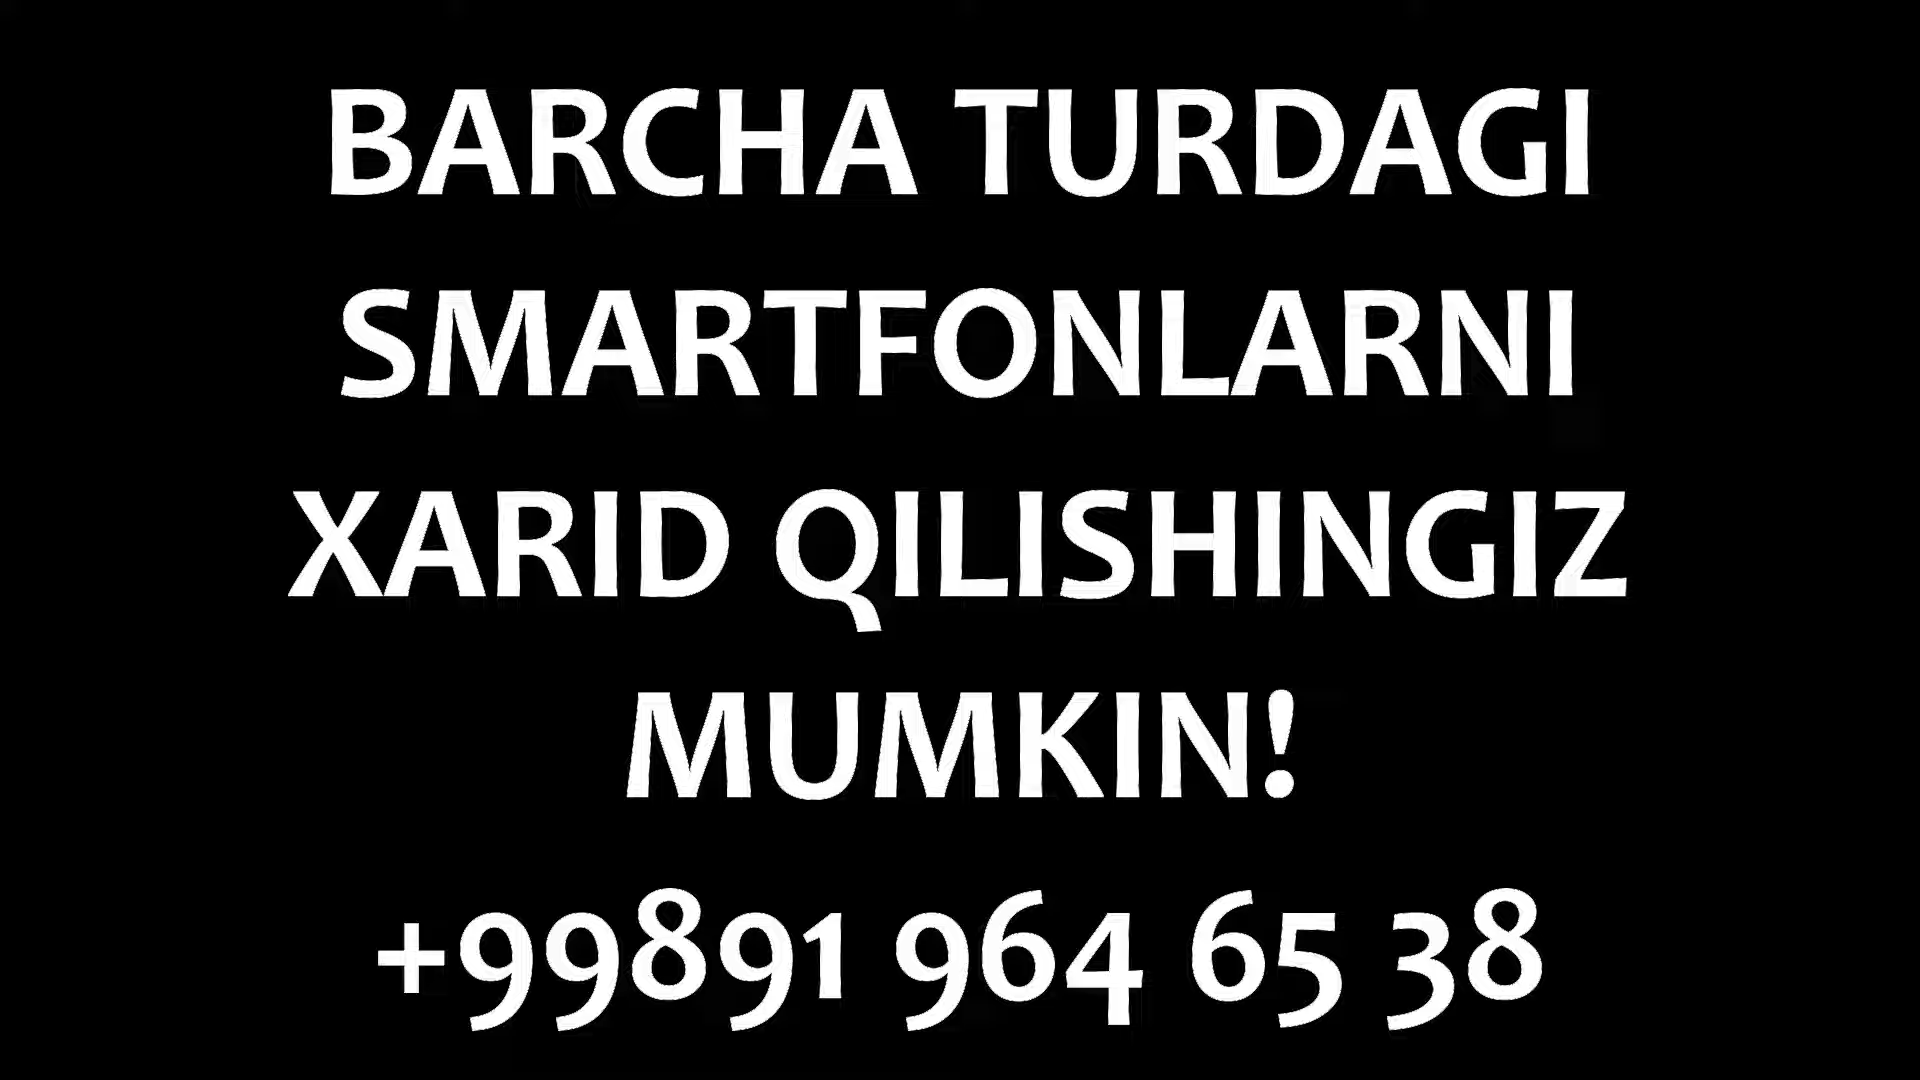 BARCHA TURDAGI
SMARTFONLARNI
XARID QILISHINGIZ
MUMKIN!
+99891 964 65 38